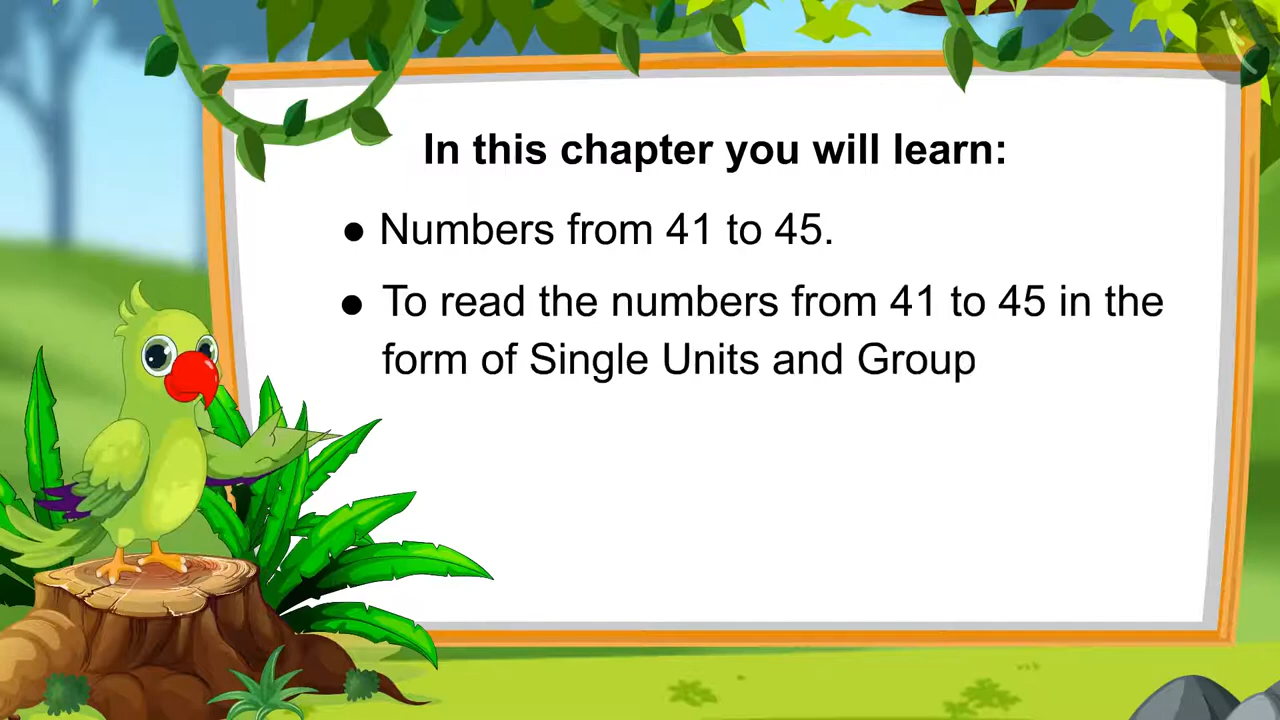 In this chapter you will learn:
● Numbers from 41 to 45.
● To read the numbers from 41 to 45 in the
form of Single Units and Group